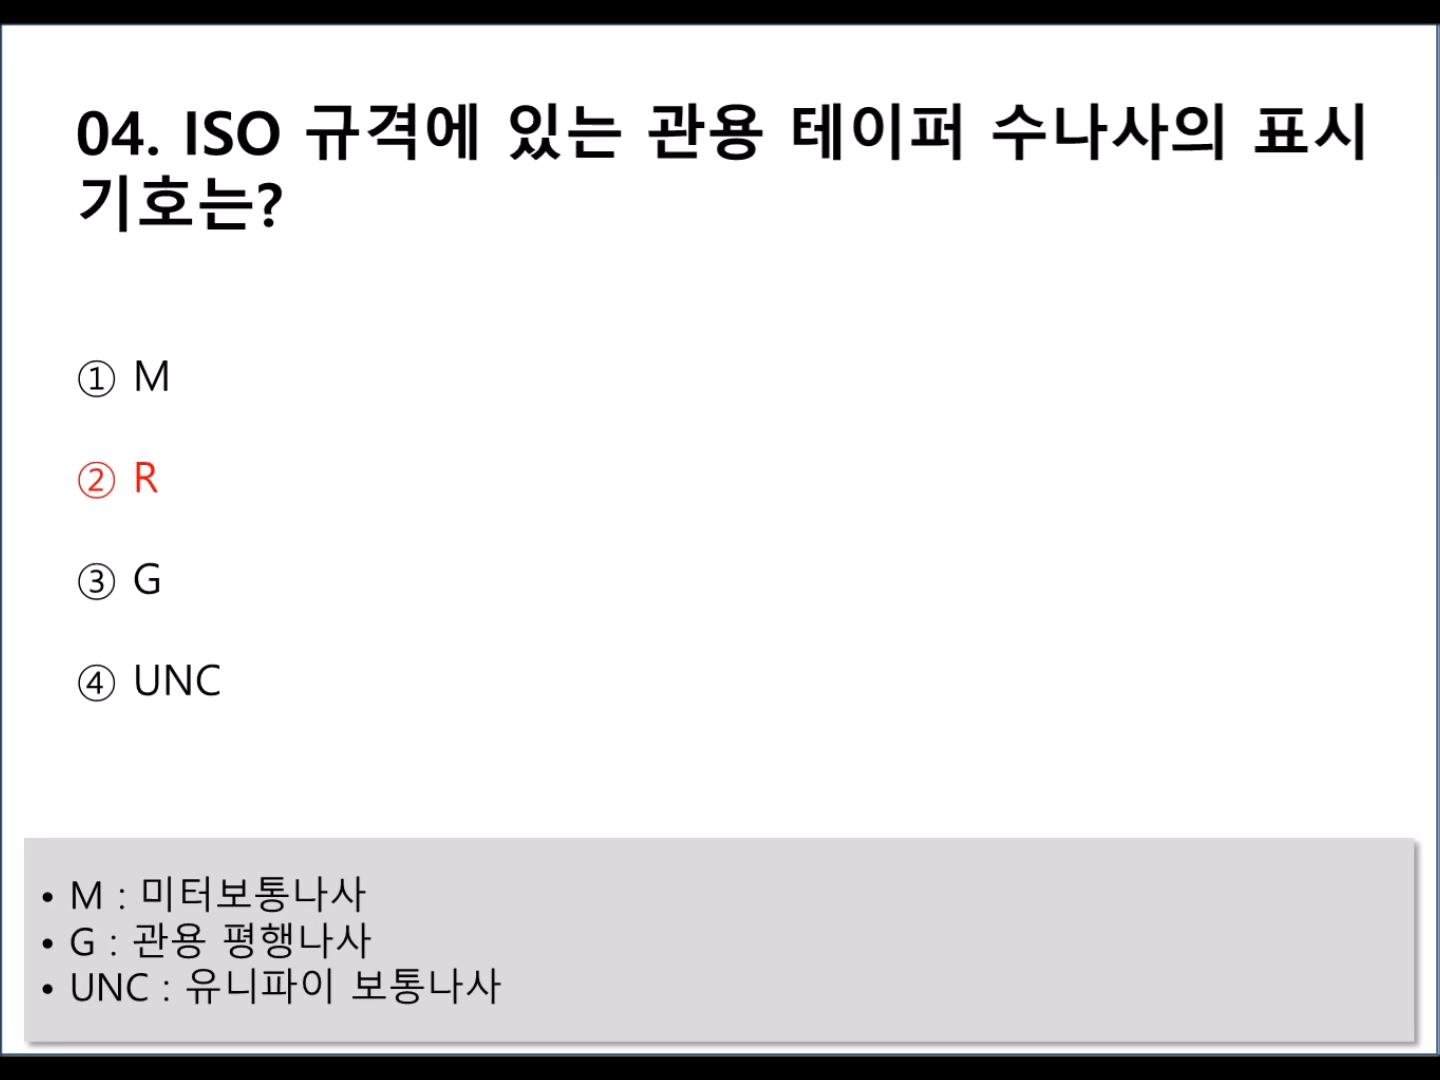 04. ISO 규격에 있는 관용 테이퍼 수나사의 표시
기호는?
① M
② R
③ G
④ UNC
• M : 미터보통나사
• G : 관용 평행나사
• UNC : 유니파이 보통나사